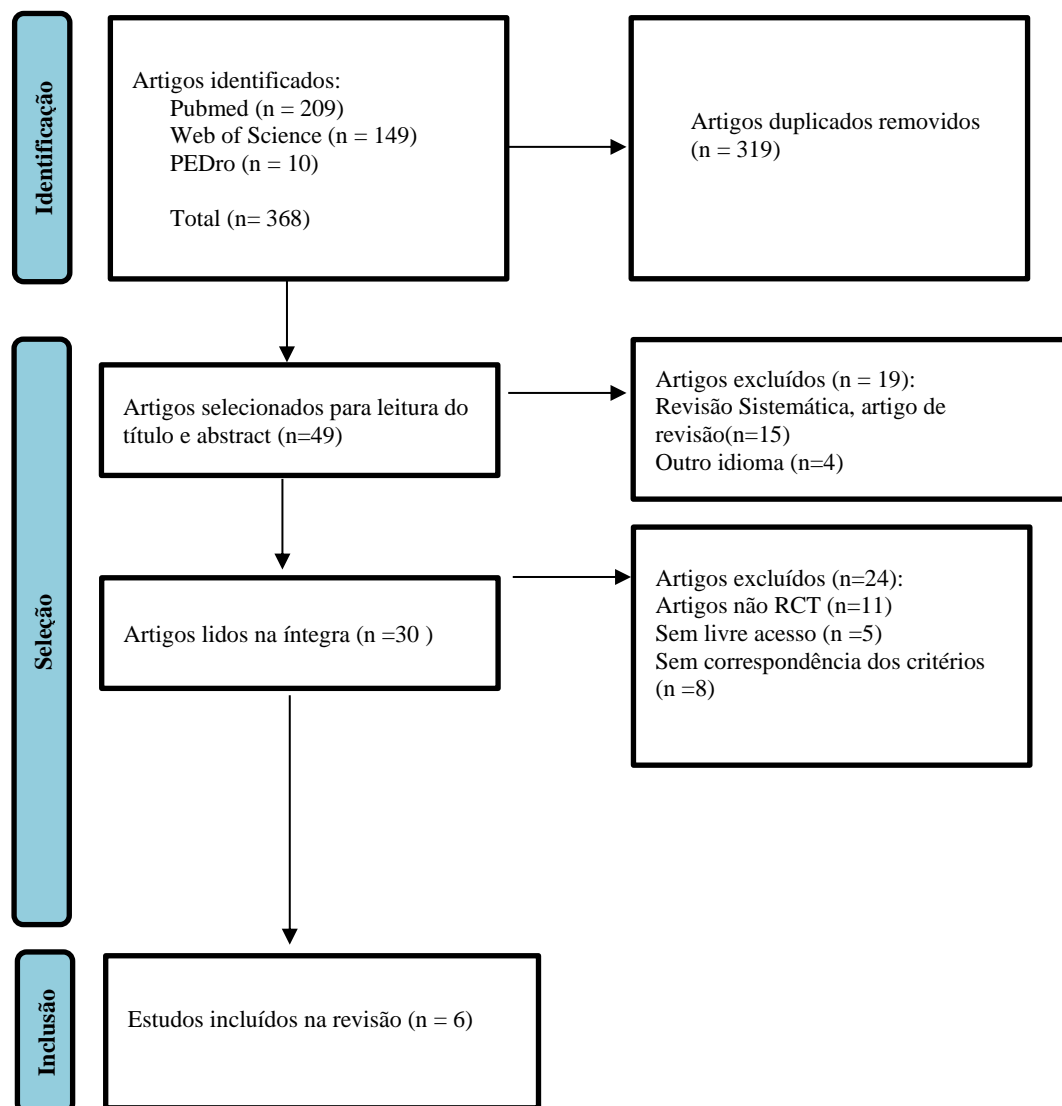 Identificação
Artigos identificados:
Pubmed (n = 209)
Web of Science (n = 149)
PEDro (n = 10)
Total (n= 368)
Artigos duplicados removidos
(n = 319)
Seleção
Artigos selecionados para leitura do
título e abstract (n=49)
Artigos excluídos (n = 19):
Revisão Sistemática, artigo de
revisão(n=15)
Outro idioma (n=4)
Artigos lidos na íntegra (n =30 )
Artigos excluídos (n=24):
Artigos não RCT (n=11)
Sem livre acesso (n =5)
Sem correspondência dos critérios
(n =8)
Inclusão
Estudos incluídos na revisão (n = 6)